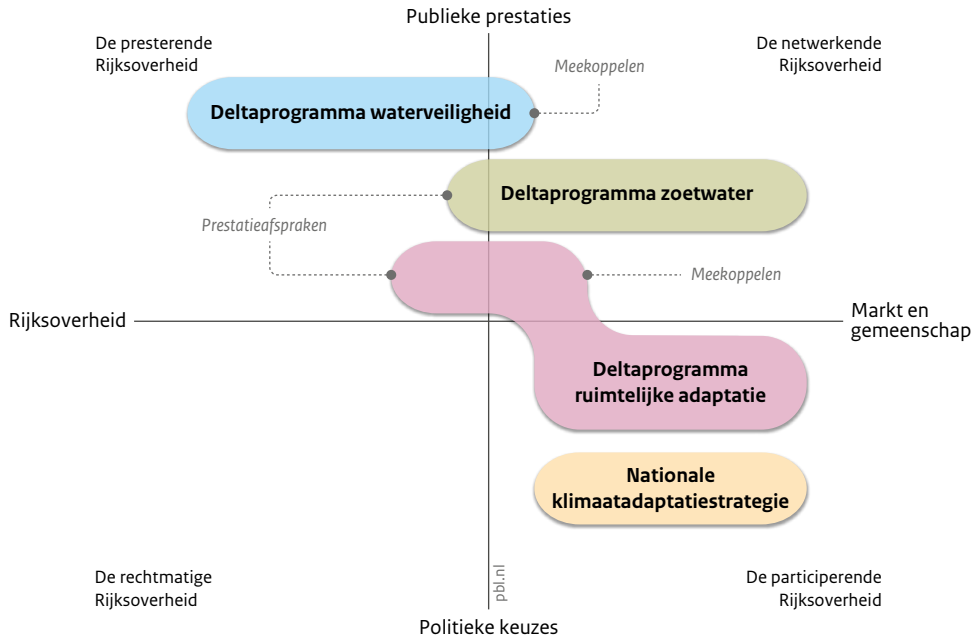 Publieke prestaties
De presterende
Rijksoverheid
De netwerkende
Rijksoverheid
Meekoppelen
Deltaprogramma waterveiligheid
Deltaprogramma zoetwater
Prestatieafspraken
Meekoppelen
Rijksoverheid
Markt en
gemeenschap
Deltaprogramma
ruimtelijke adaptatie
Nationale
klimaatadaptatiestrategie
De rechtmatige
Rijksoverheid
pbl.nl
De participerende
Rijksoverheid
Politieke keuzes